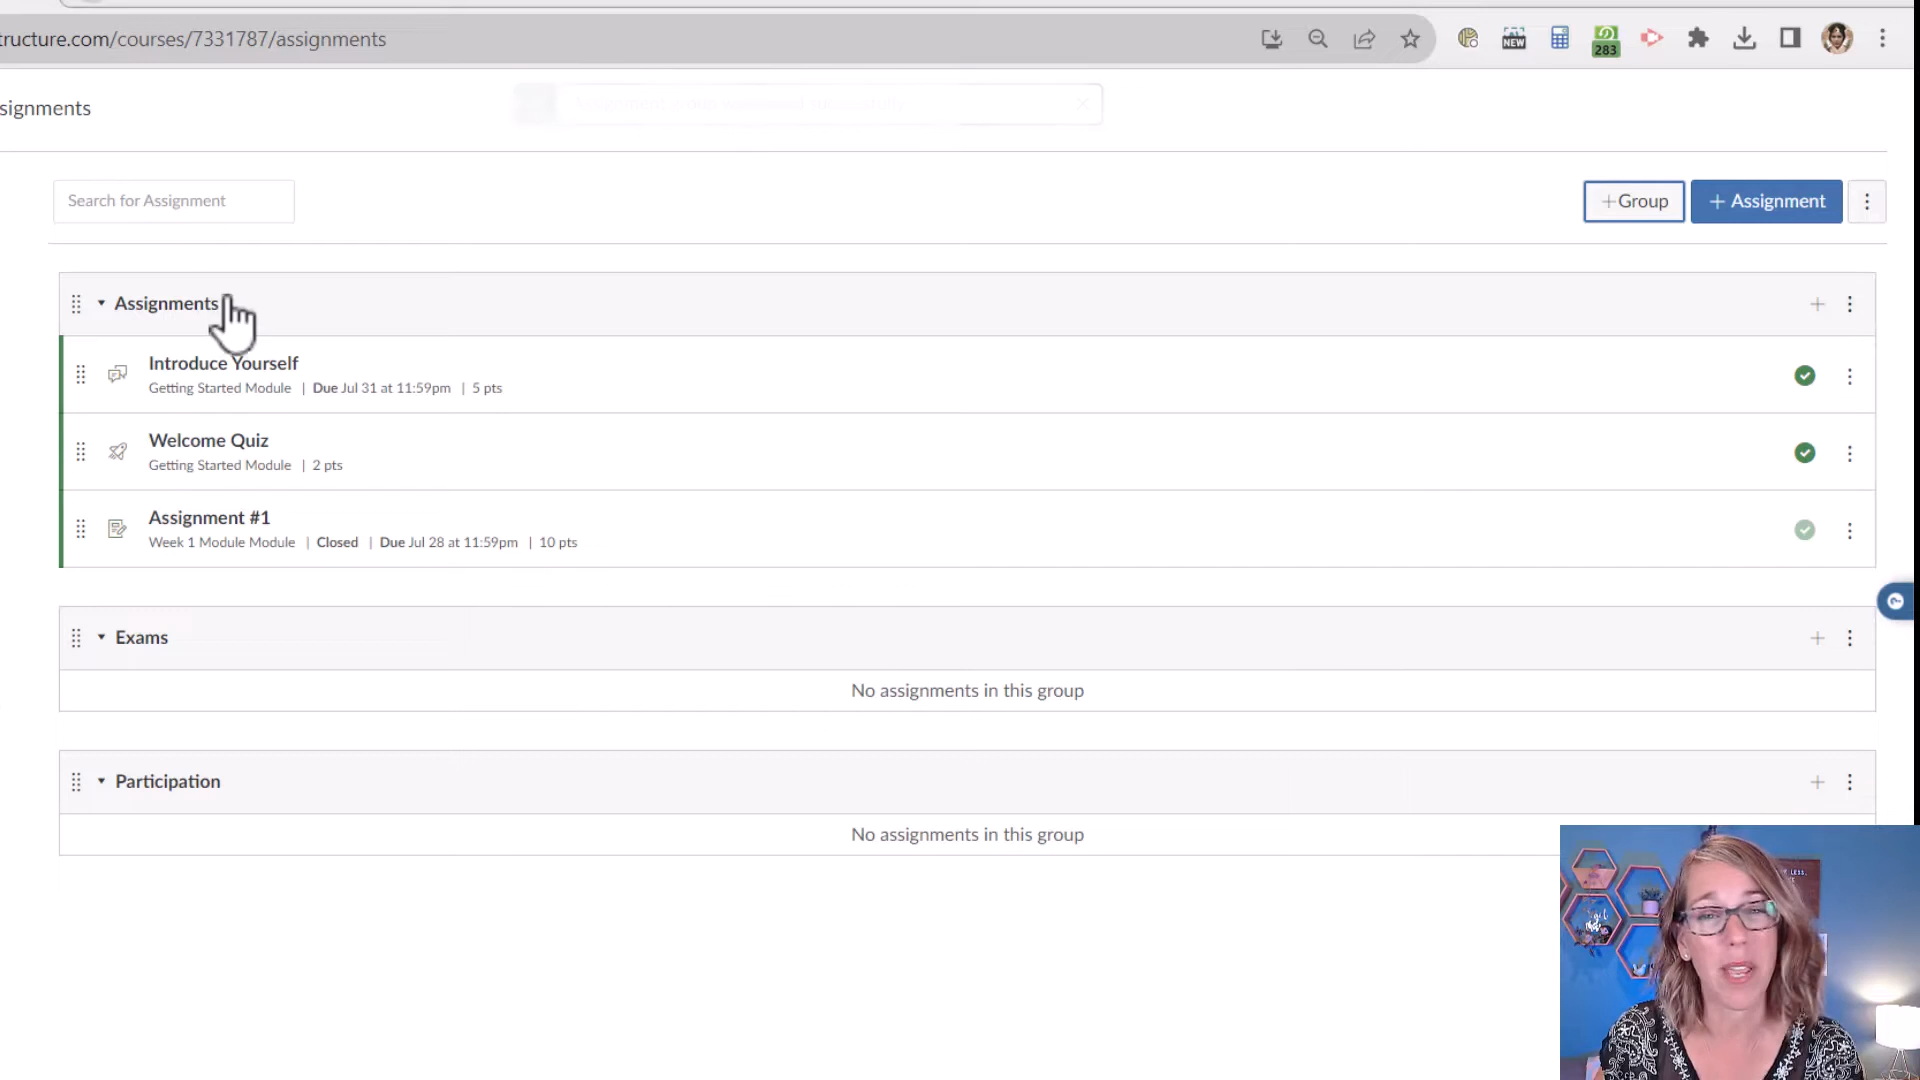 tructure.com/courses/7331787/assignments
NEW
283
signments
Search for Assignment
+Group
+ Assignment
Assignments
Introduce Yourself
Getting Started Module | Due Jul 31 at 11:59pm | 5 pts
Welcome Quiz
Getting Started Module | 2 pts
Assignment #1
Week 1 Module Module | Closed | Due Jul 28 at 11:59pm | 10 pts
Exams
No assignments in this group
Participation
No assignments in this group